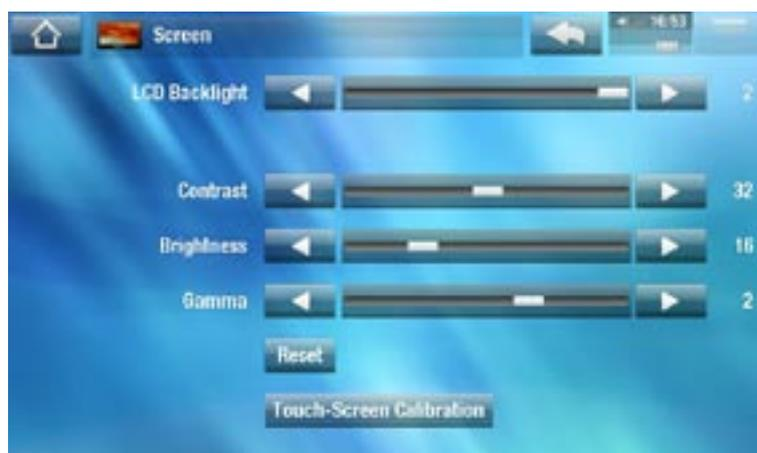 Screen
16:53
LCD Backlight 2
Contrast 32
Brightness 16
Gamma 2
Reset
Touch-Screen Calibration